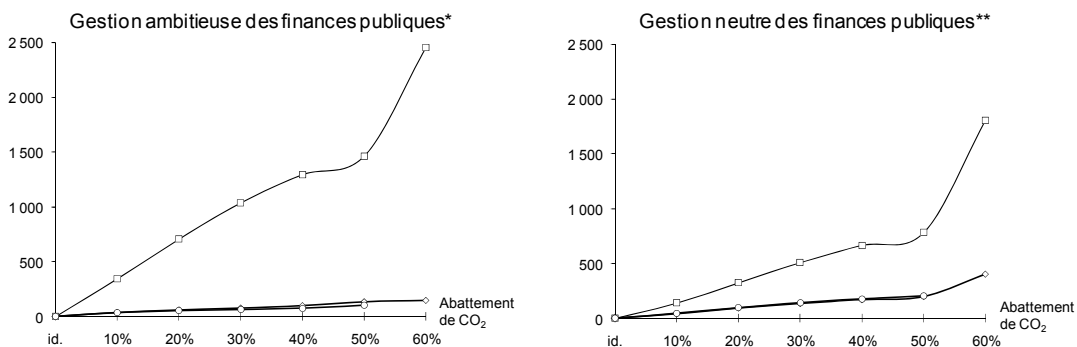 Gestion ambitieuse des finances publiques*
2 500
2 000
1 500
1 000
500
0
id. 10% 20% 30% 40% 50% 60%
Abattement
de CO₂
Gestion neutre des finances publiques**
2 500
2 000
1 500
1 000
500
0
id. 10% 20% 30% 40% 50% 60%
Abattement
de CO₂